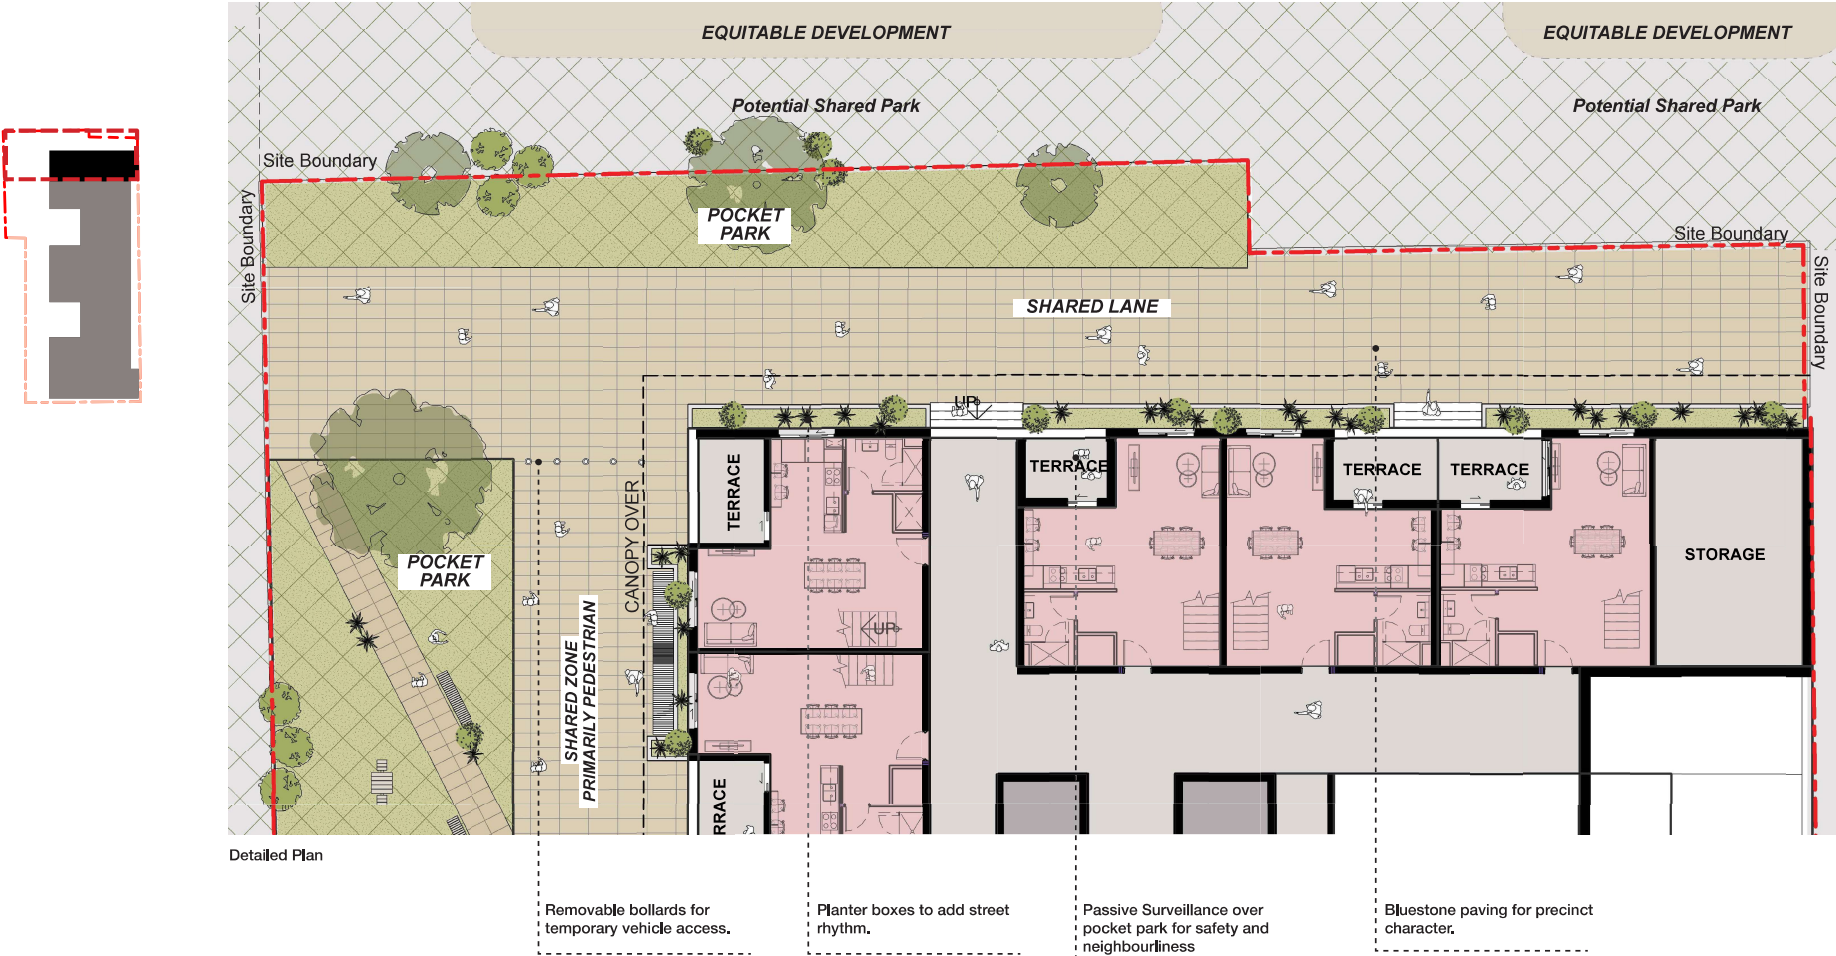 EQUITABLE DEVELOPMENT
EQUITABLE DEVELOPMENT
Potential Shared Park
Potential Shared Park
Site Boundary
Site Boundary
POCKET
PARK
Site Boundary
Site Boundary
SHARED LANE
UP
TERRACE
TERRACE
TERRACE
TERRACE
CANOPY OVER
POCKET
PARK
STORAGE
UP
SHARED ZONE
PRIMARILY PEDESTRIAN
RRACE
Detailed Plan
Removable bollards for
temporary vehicle access.
Planter boxes to add street
rhythm.
Passive Surveillance over
pocket park for safety and
neighbourliness
Bluestone paving for precinct
character.